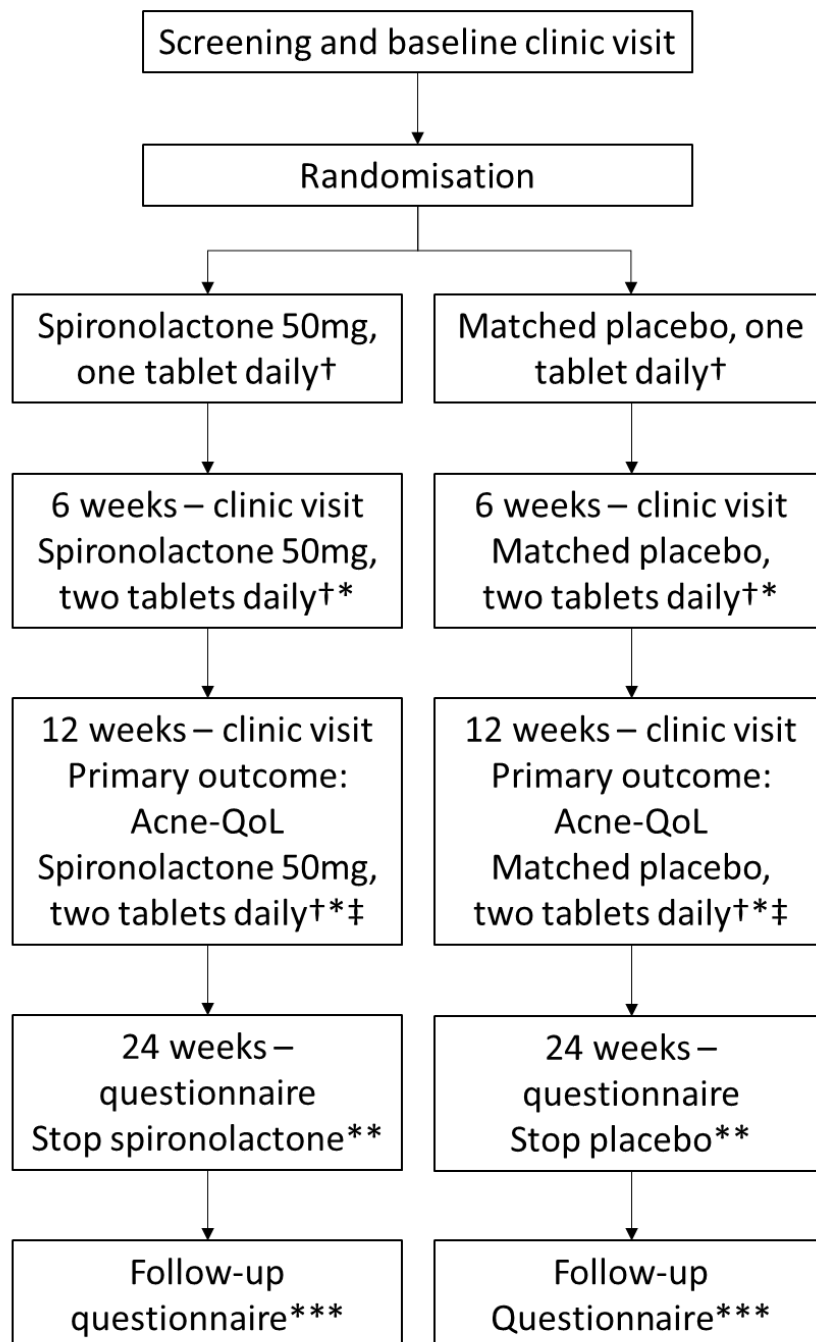 Screening and baseline clinic visit
Randomisation
Spironolactone 50mg,
one tablet daily†
Matched placebo, one
tablet daily†
6 weeks – clinic visit
Spironolactone 50mg,
two tablets daily†*
6 weeks – clinic visit
Matched placebo,
two tablets daily†*
12 weeks – clinic visit
Primary outcome:
Acne-QoL
Spironolactone 50mg,
two tablets daily†*‡
12 weeks – clinic visit
Primary outcome:
Acne-QoL
Matched placebo,
two tablets daily†*‡
24 weeks –
questionnaire
Stop spironolactone**
24 weeks –
questionnaire
Stop placebo**
Follow-up
questionnaire***
Follow-up
Questionnaire***